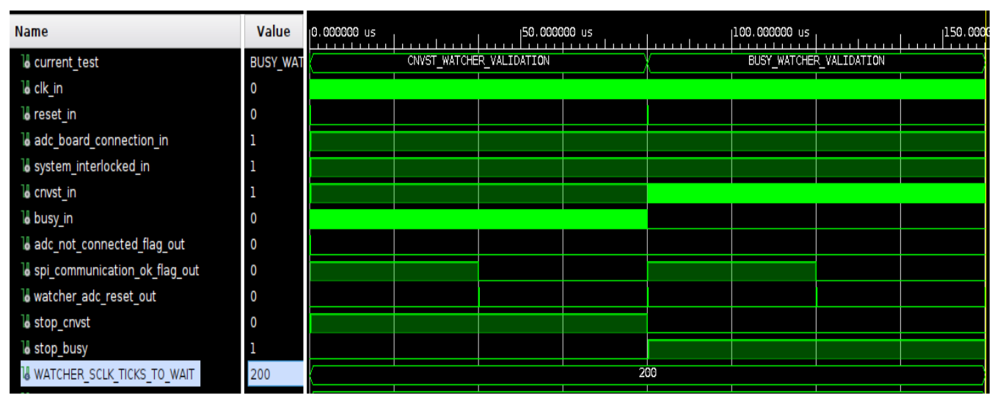 Name Value 0.000000 us 50.000000 us 100.000000 us 150.000
current_test BUSY_WAT CNVST_WATCHER_VALIDATION BUSY_WATCHER_VALIDATION
clk_in 0
reset_in 0
adc_board_connection_in 1
system_interlocked_in 1
cnvst_in 1
busy_in 0
adc_not_connected_flag_out 0
spi_communication_ok_flag_out 0
watcher_adc_reset_out 0
stop_cnvst 0
stop_busy 1
WATCHER_SCLK_TICKS_TO_WAIT 200 200